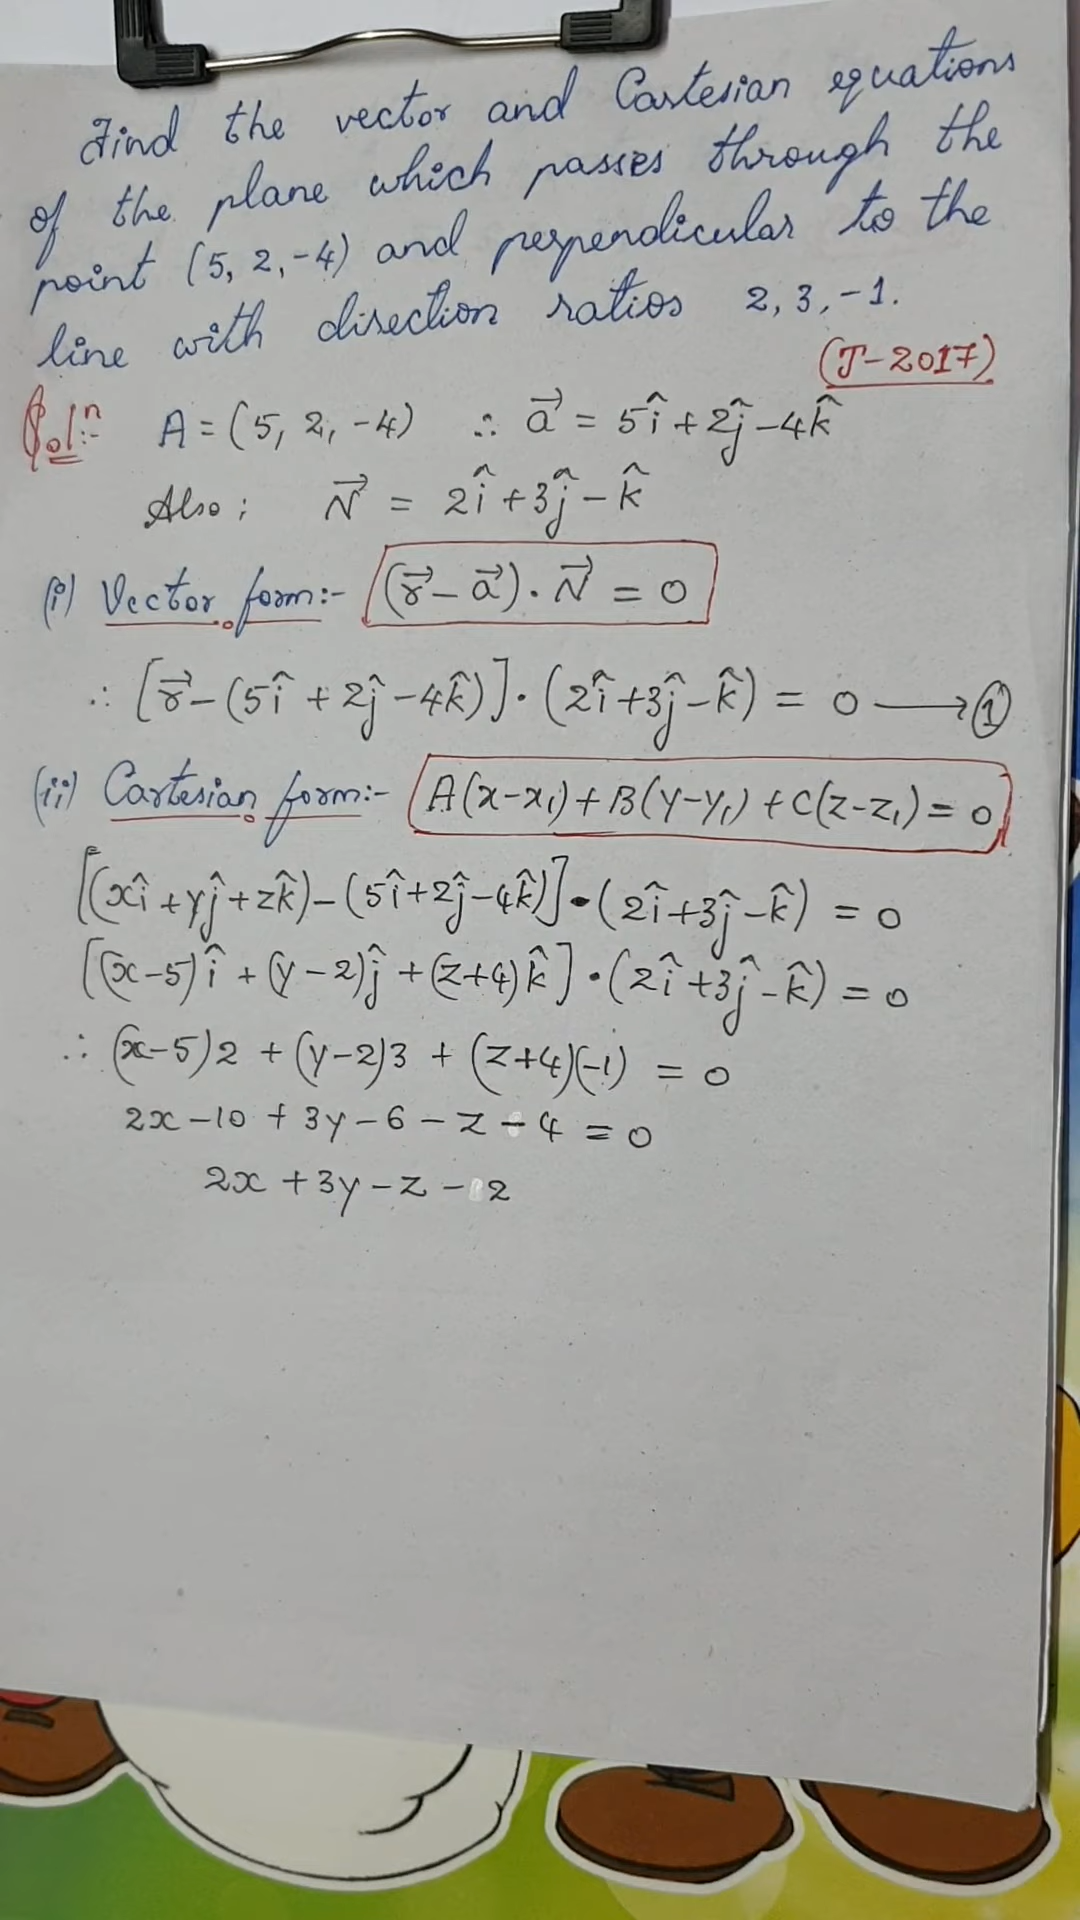 Find the vector and Cartesian equations
of the plane which passes through the
point (5, 2, -4) and perpendicular to the
line with direction ratios 2, 3, -1.
(J-2017)
Solⁿ:- A = (5, 2, -4) ∴ a⃗ = 5î + 2ĵ - 4k̂
Also; N⃗ = 2î + 3ĵ - k̂
(i) Vector form:- (r⃗ - a⃗) · N⃗ = 0
∴ [r⃗ - (5î + 2ĵ - 4k̂)] · (2î + 3ĵ - k̂) = 0 → ①
(ii) Cartesian form:- A(x-x₁) + B(y-y₁) + C(z-z₁) = 0
[(xî + yĵ + zk̂) - (5î + 2ĵ - 4k̂)] · (2î + 3ĵ - k̂) = 0
[(x-5)î + (y-2)ĵ + (z+4)k̂] · (2î + 3ĵ - k̂) = 0
∴ (x-5)2 + (y-2)3 + (z+4)(-1) = 0
2x - 10 + 3y - 6 - z - 4 = 0
2x + 3y - z - 2